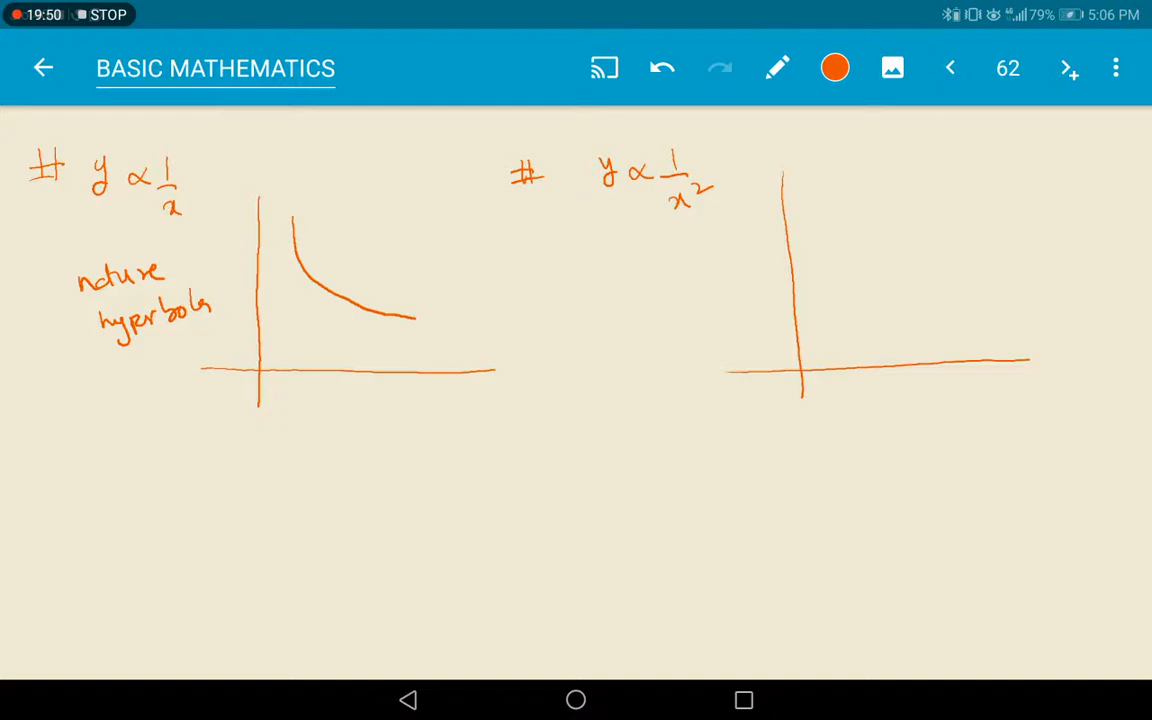 19:50 STOP 79% 5:06 PM
BASIC MATHEMATICS 62
# y ∝ 1/x
# y ∝ 1/x²
nature
hyperbola